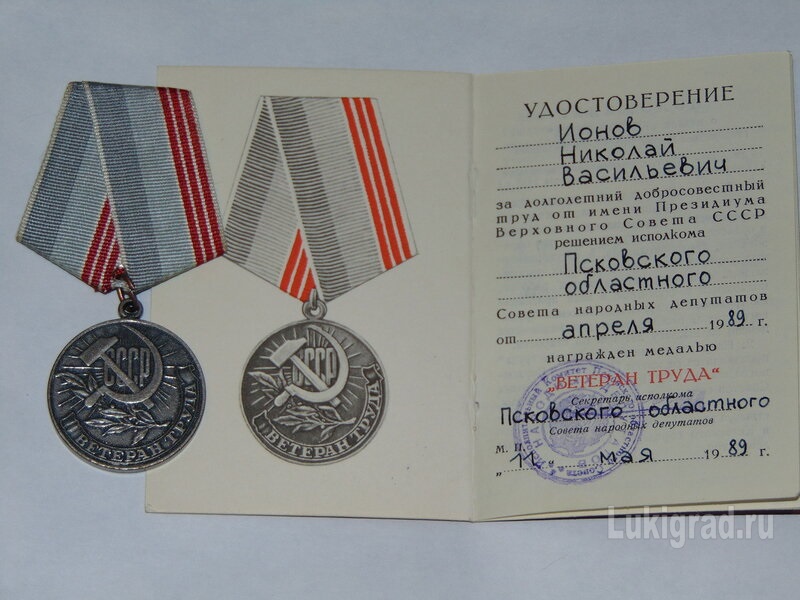 СССР
ВЕТЕРАН ТРУДА
СССР
ВЕТЕРАН ТРУДА
УДОСТОВЕРЕНИЕ
Ионов
Николай
Васильевич
за долголетний добросовестный
труд от имени Президиума
Верховного Совета СССР
решением исполкома
Псковского
областного
Совета народных депутатов
от апреля 1989 г.
награжден медалью
„ВЕТЕРАН ТРУДА“
Секретарь исполкома
Псковского областного
Совета народных депутатов
М. П.
„11“ мая 1989 г.
Lukigrad.ru